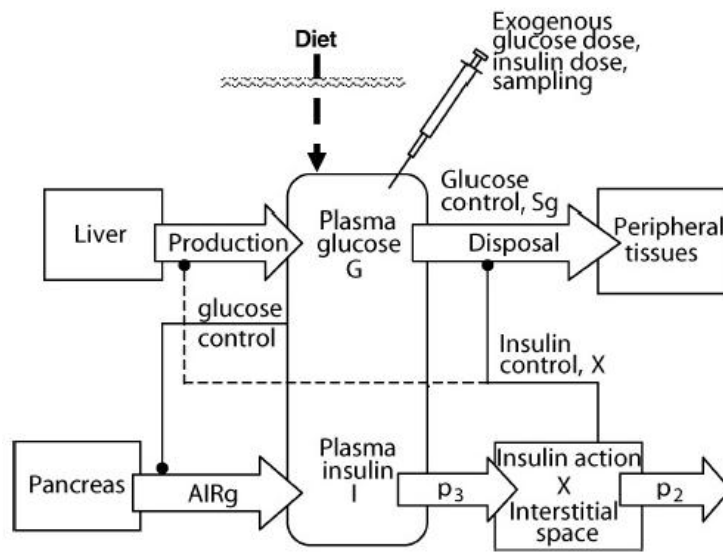 Diet
Exogenous
glucose dose,
insulin dose,
sampling
Liver
Production
Plasma
glucose
G
Glucose
control, Sg
Disposal
Peripheral
tissues
glucose
control
Insulin
control, X
Pancreas
AIRg
Plasma
insulin
I
p3
Insulin action
X
Interstitial
space
p2